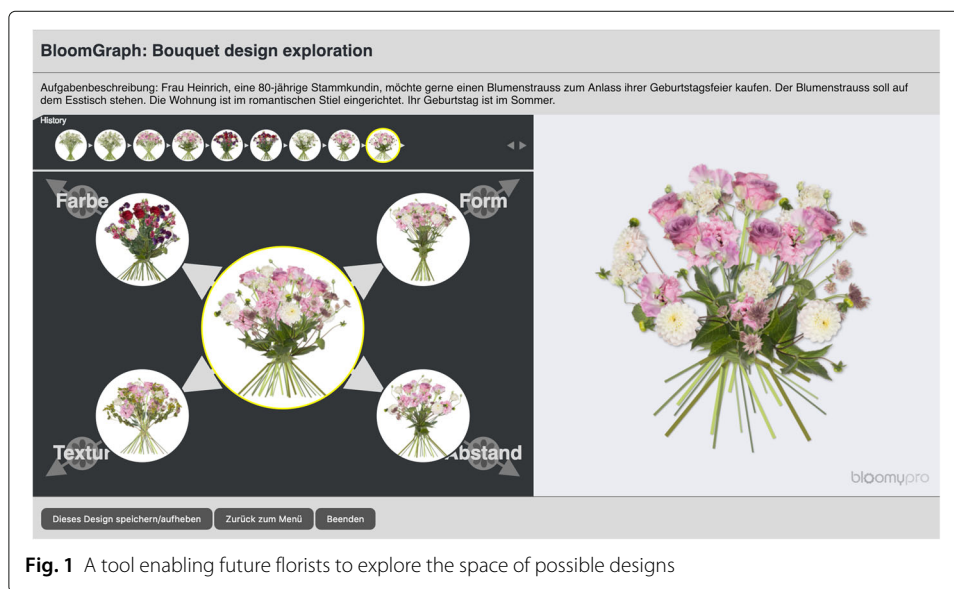 BloomGraph: Bouquet design exploration
Aufgabenbeschreibung: Frau Heinrich, eine 80-jährige Stammkundin, möchte gerne einen Blumenstrauss zum Anlass ihrer Geburtstagsfeier kaufen. Der Blumenstrauss soll auf
dem Esstisch stehen. Die Wohnung ist im romantischen Stiel eingerichtet. Ihr Geburtstag ist im Sommer.
History
Farbe
Form
Textur
Abstand
bloomypro
Dieses Design speichern/aufheben
Zurück zum Menü
Beenden
Fig. 1 A tool enabling future florists to explore the space of possible designs